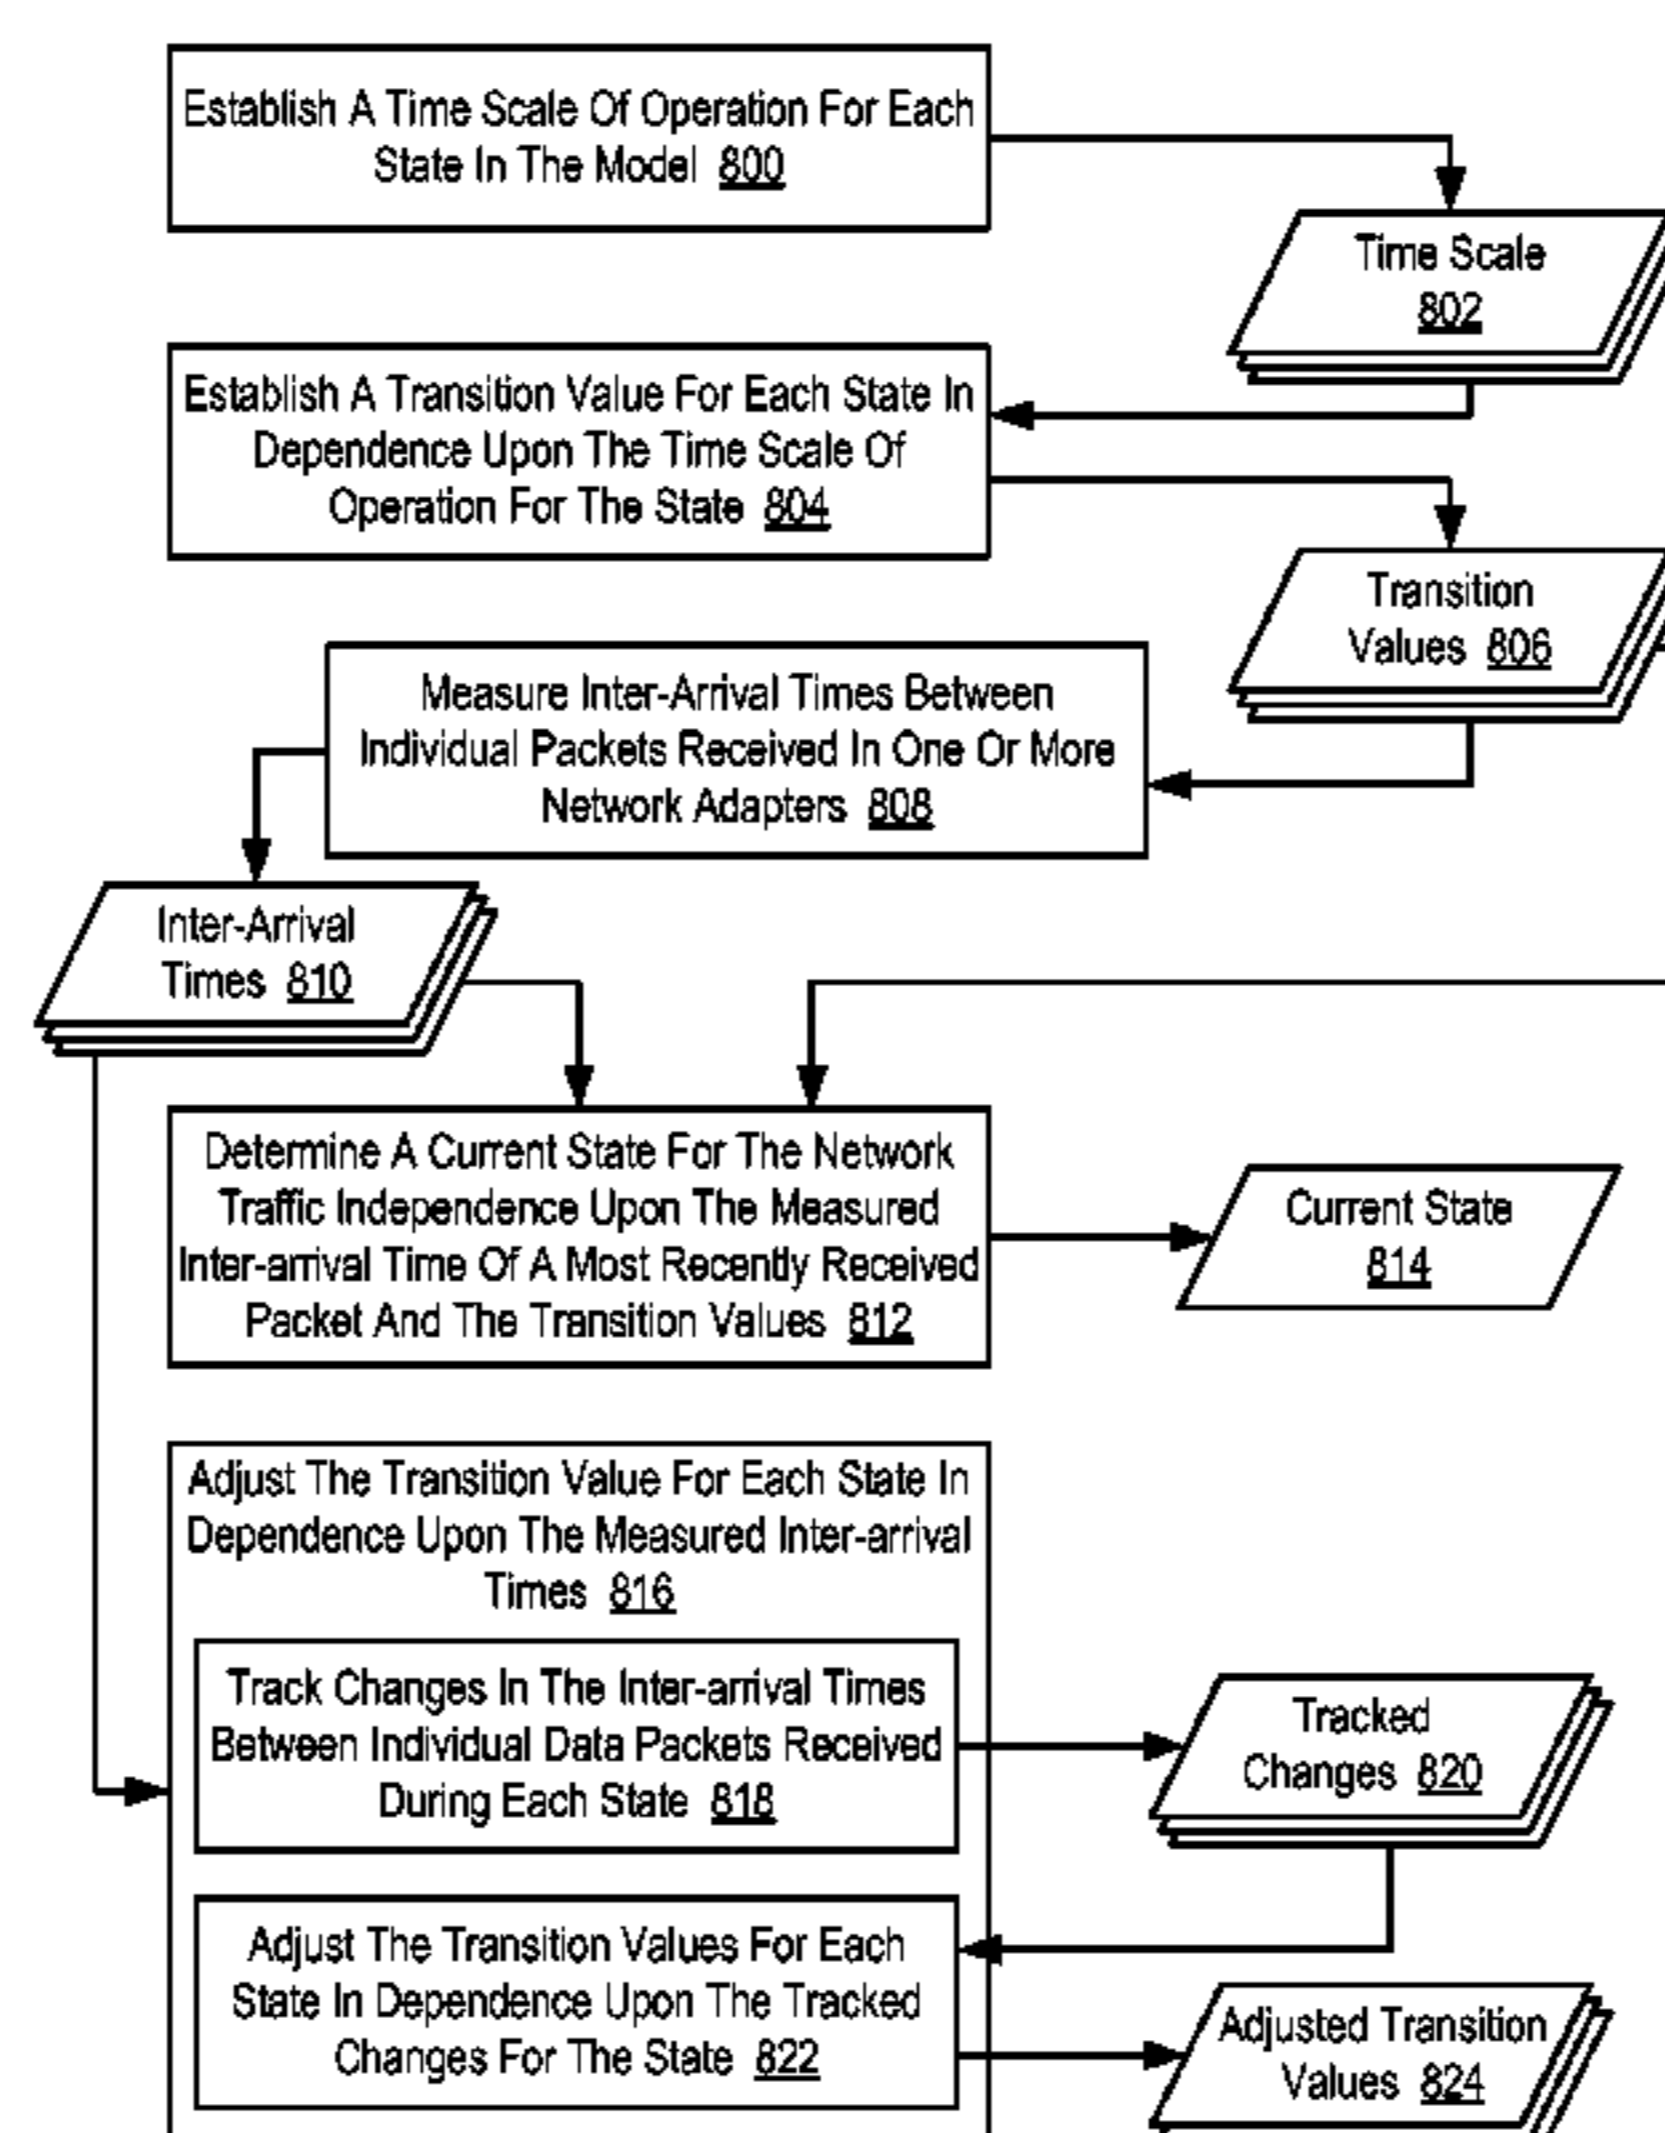 Establish A Time Scale Of Operation For Each
State In The Model 800
Time Scale
802
Establish A Transition Value For Each State In
Dependence Upon The Time Scale Of
Operation For The State 804
Transition
Values 806
Measure Inter-Arrival Times Between
Individual Packets Received In One Or More
Network Adapters 808
Inter-Arrival
Times 810
Determine A Current State For The Network
Traffic Independence Upon The Measured
Inter-arrival Time Of A Most Recently Received
Packet And The Transition Values 812
Current State
814
Adjust The Transition Value For Each State In
Dependence Upon The Measured Inter-arrival
Times 816
Track Changes In The Inter-arrival Times
Between Individual Data Packets Received
During Each State 818
Tracked
Changes 820
Adjust The Transition Values For Each
State In Dependence Upon The Tracked
Changes For The State 822
Adjusted Transition
Values 824